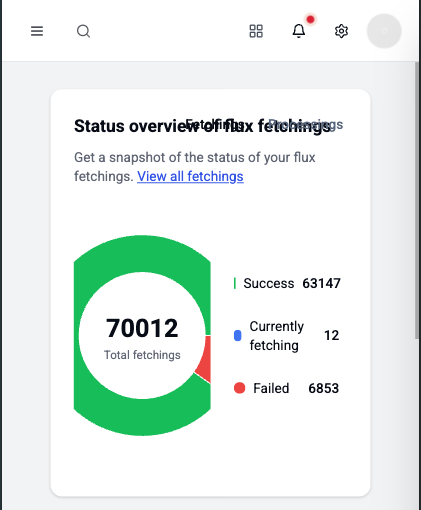 Status overview of flux fetchings
Fetchings
Processings
Get a snapshot of the status of your flux
fetchings. View all fetchings
70012
Total fetchings
Success 63147
Currently
fetching 12
Failed 6853